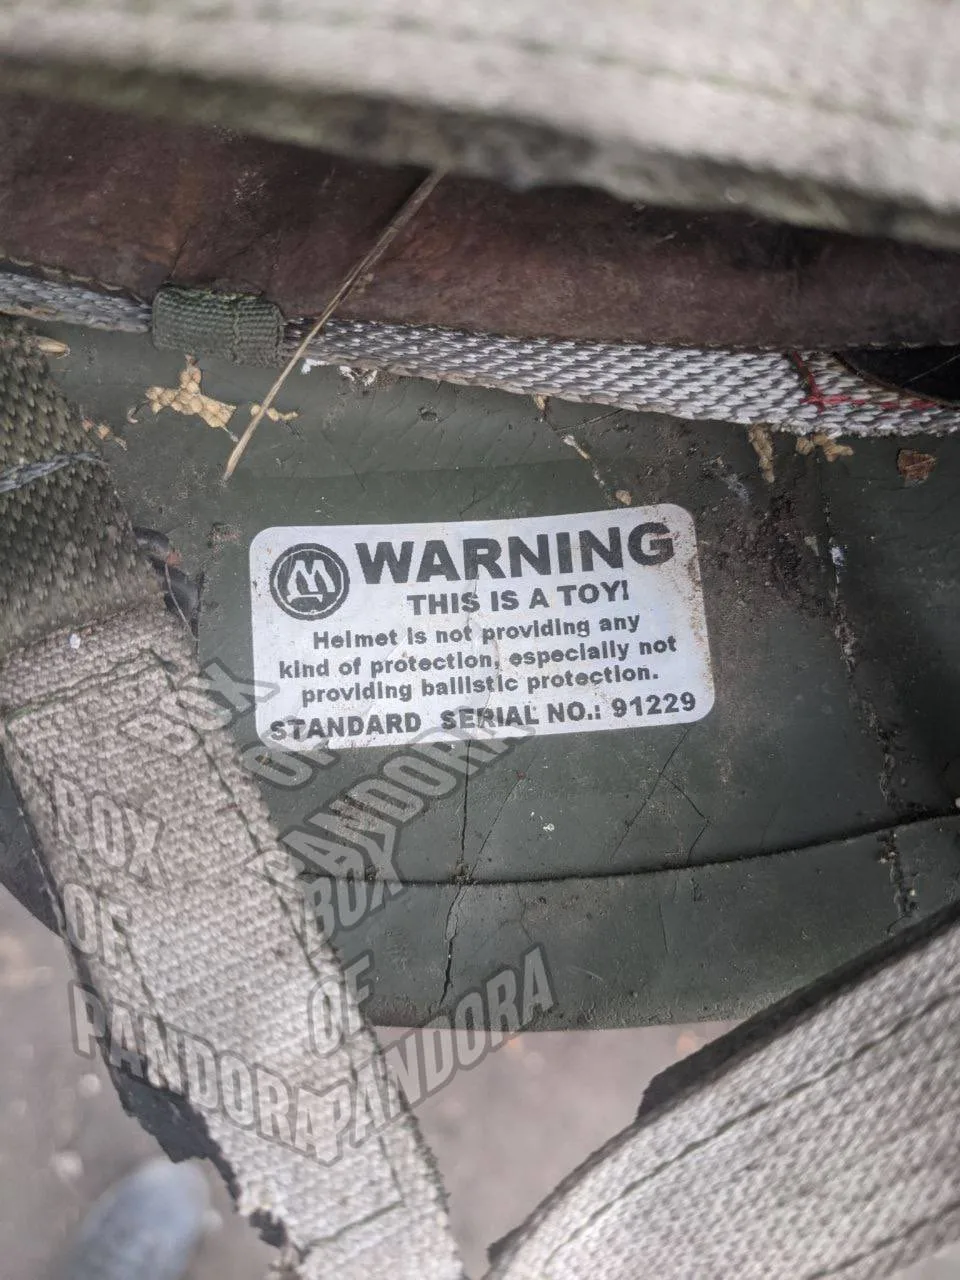 WARNING
THIS IS A TOY!
Helmet is not providing any
kind of protection, especially not
providing ballistic protection.
STANDARD SERIAL NO.: 91229
BOX
OF
PANDORA
BOX
OF
PANDORA
BOX
OF
PANDORA